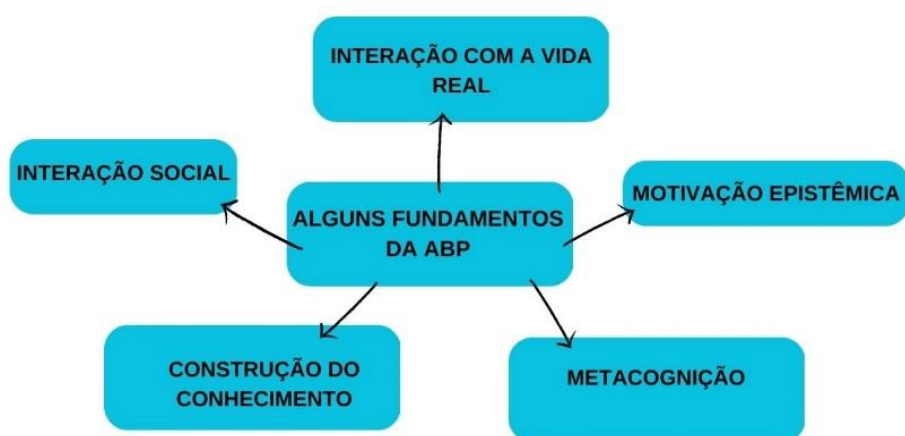 INTERAÇÃO COM A VIDA
REAL
INTERAÇÃO SOCIAL
MOTIVAÇÃO EPISTÊMICA
ALGUNS FUNDAMENTOS
DA ABP
CONSTRUÇÃO DO
CONHECIMENTO
METACOGNIÇÃO